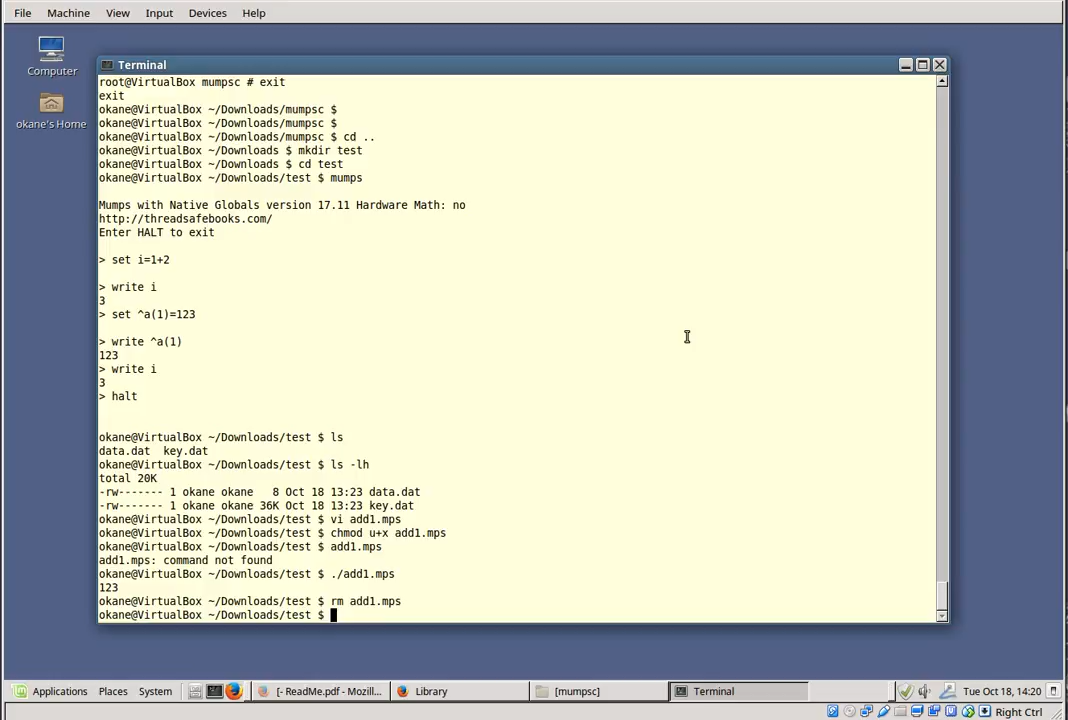 File Machine View Input Devices Help
Computer
okane's Home
Terminal
root@VirtualBox mumpsc # exit
exit
okane@VirtualBox ~/Downloads/mumpsc $
okane@VirtualBox ~/Downloads/mumpsc $
okane@VirtualBox ~/Downloads/mumpsc $ cd ..
okane@VirtualBox ~/Downloads $ mkdir test
okane@VirtualBox ~/Downloads $ cd test
okane@VirtualBox ~/Downloads/test $ mumps
Mumps with Native Globals version 17.11 Hardware Math: no
http://threadsafebooks.com/
Enter HALT to exit
> set i=1+2
> write i
3
> set ^a(1)=123
> write ^a(1)
123
> write i
3
> halt
okane@VirtualBox ~/Downloads/test $ ls
data.dat  key.dat
okane@VirtualBox ~/Downloads/test $ ls -lh
total 20K
-rw------- 1 okane okane   8 Oct 18 13:23 data.dat
-rw------- 1 okane okane 36K Oct 18 13:23 key.dat
okane@VirtualBox ~/Downloads/test $ vi add1.mps
okane@VirtualBox ~/Downloads/test $ chmod u+x add1.mps
okane@VirtualBox ~/Downloads/test $ add1.mps
add1.mps: command not found
okane@VirtualBox ~/Downloads/test $ ./add1.mps
123
okane@VirtualBox ~/Downloads/test $ rm add1.mps
okane@VirtualBox ~/Downloads/test $
Applications Places System [- ReadMe.pdf - Mozill... Library [mumpsc] Terminal Tue Oct 18, 14:20
Right Ctrl